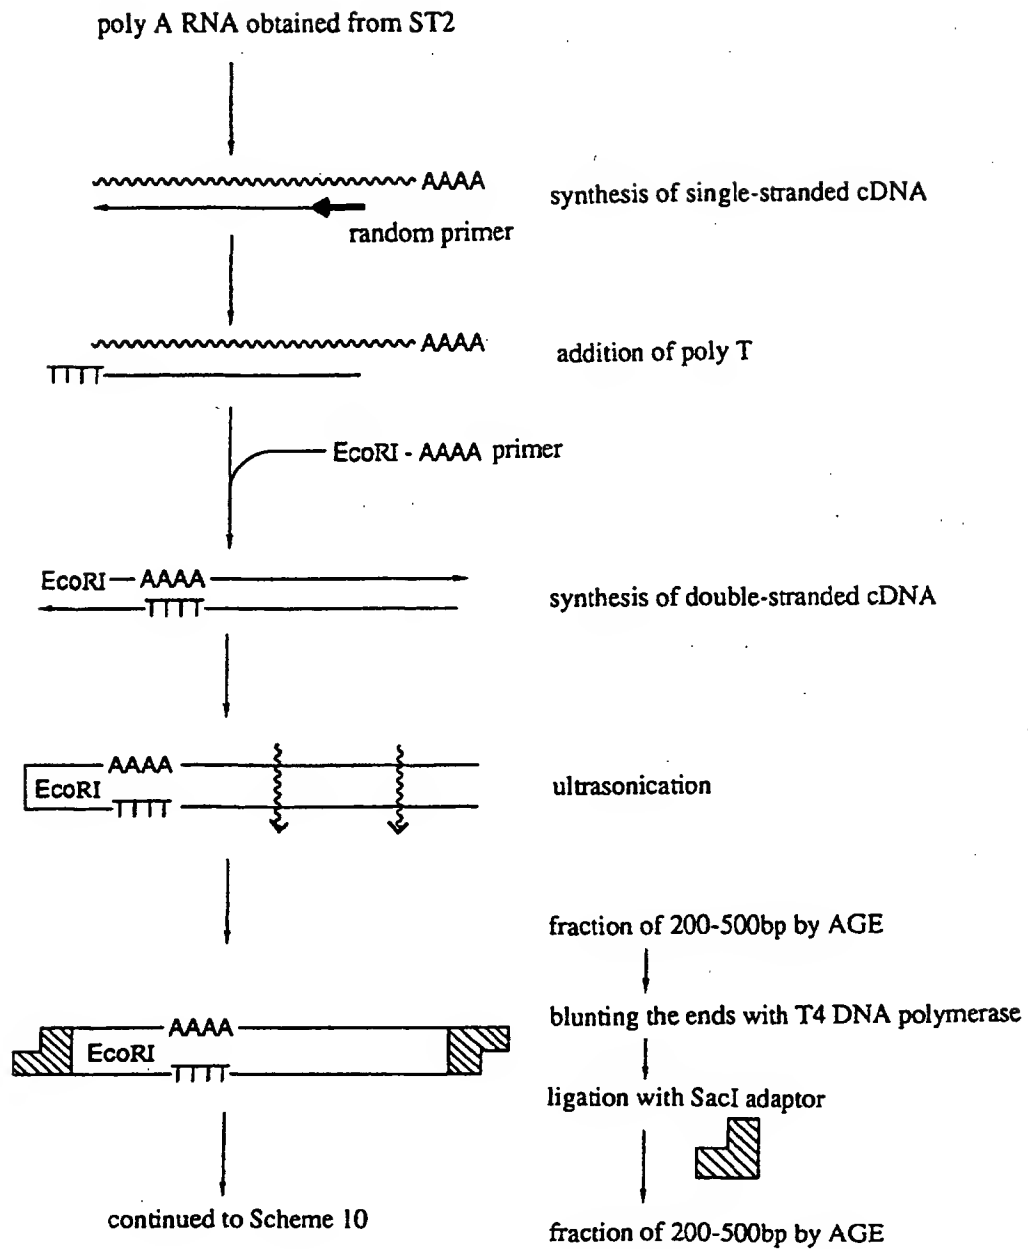 poly A RNA obtained from ST2
AAAA
synthesis of single-stranded cDNA
random primer
AAAA
addition of poly T
TTTT
EcoRI - AAAA primer
EcoRI AAAA
TTTT
synthesis of double-stranded cDNA
AAAA
EcoRI
TTTT
ultrasonication
fraction of 200-500bp by AGE
blunting the ends with T4 DNA polymerase
AAAA
EcoRI
TTTT
ligation with SacI adaptor
continued to Scheme 10
fraction of 200-500bp by AGE